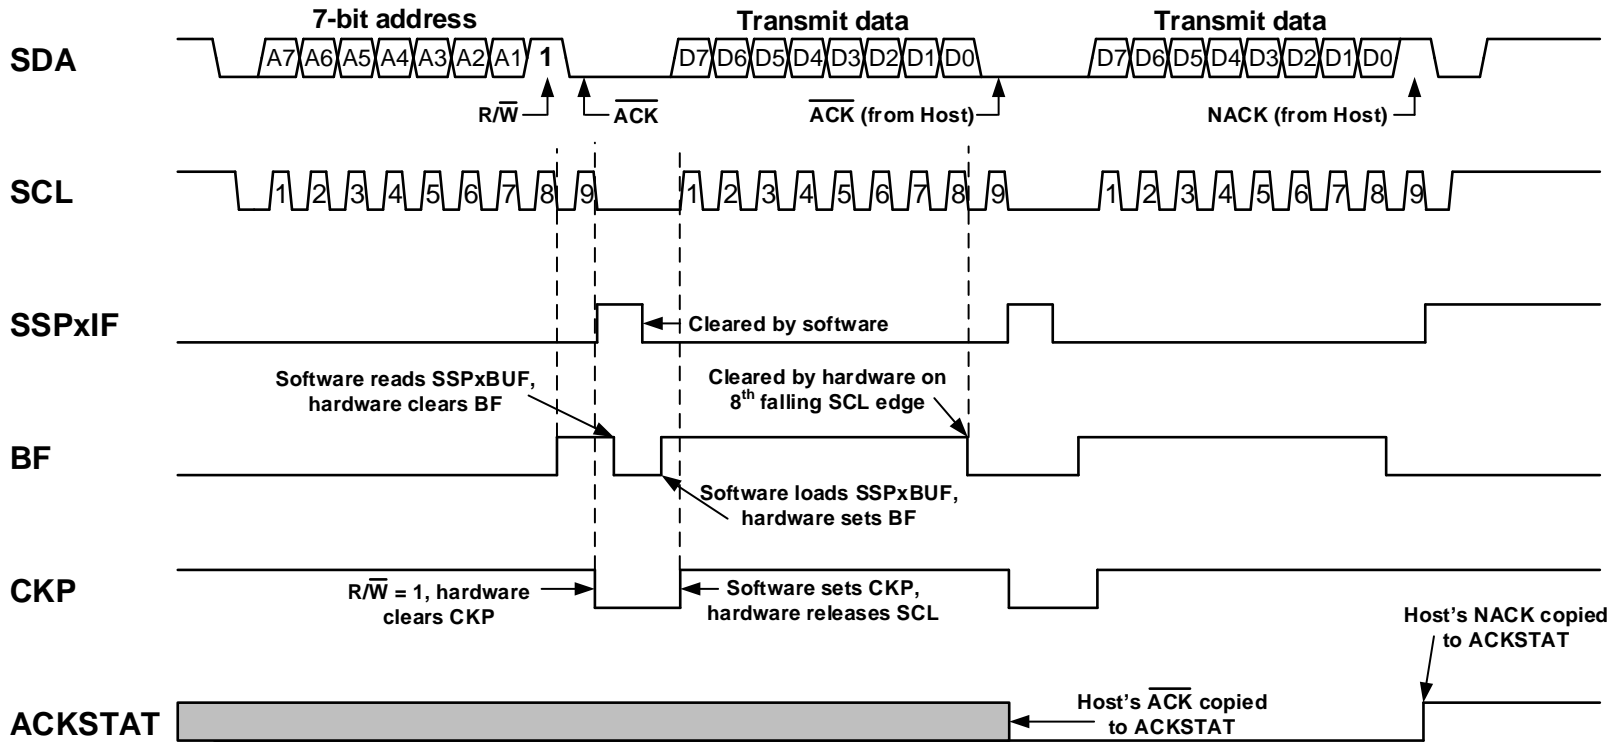 7-bit address Transmit data Transmit data
SDA A7 A6 A5 A4 A3 A2 A1 1 D7 D6 D5 D4 D3 D2 D1 D0 D7 D6 D5 D4 D3 D2 D1 D0
R/W̅ A̅C̅K̅ A̅C̅K̅ (from Host) NACK (from Host)
SCL 1 2 3 4 5 6 7 8 9 1 2 3 4 5 6 7 8 9 1 2 3 4 5 6 7 8 9
SSPxIF
Cleared by software
Software reads SSPxBUF,
hardware clears BF
Cleared by hardware on
8th falling SCL edge
BF
Software loads SSPxBUF,
hardware sets BF
CKP
R/W̅ = 1, hardware
clears CKP
Software sets CKP,
hardware releases SCL
Host's NACK copied
to ACKSTAT
ACKSTAT
Host's A̅C̅K̅ copied
to ACKSTAT